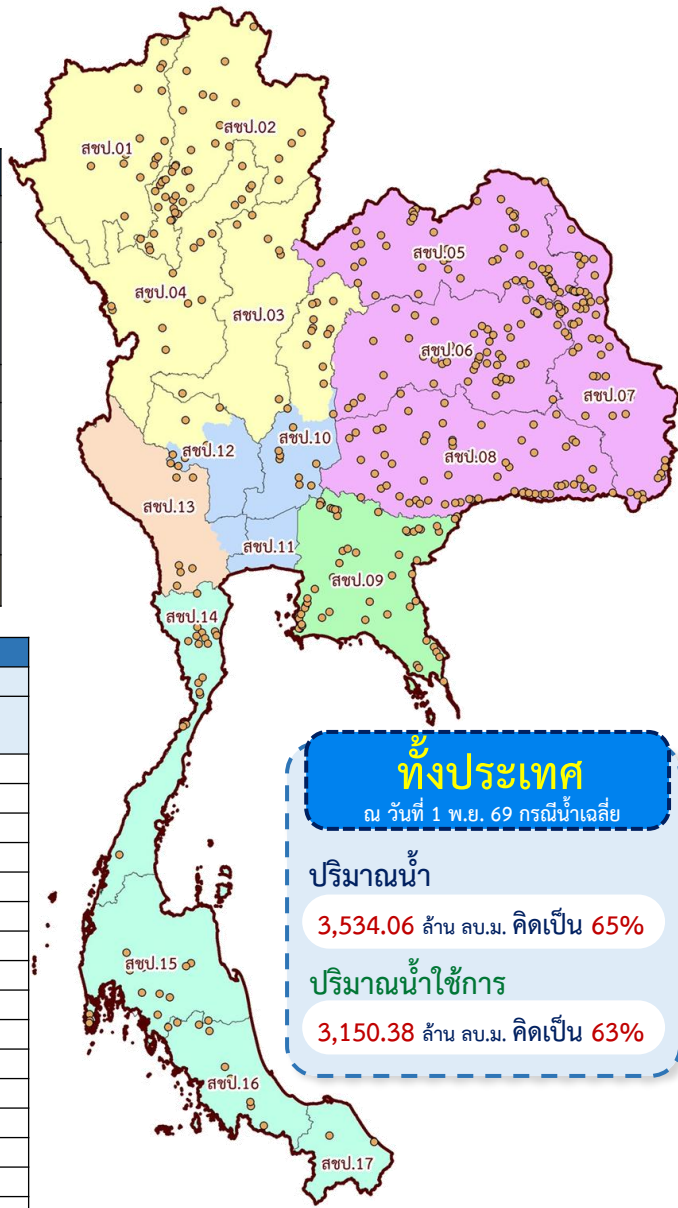 สชป.01
สชป.02
สชป.05
สชป.04
สชป.03
สชป.06
สชป.07
สชป.10
สชป.12
สชป.08
สชป.13
สชป.11
สชป.09
สชป.14
ทั้งประเทศ
ณ วันที่ 1 พ.ย. 69 กรณีน้ำเฉลี่ย
ปริมาณน้ำ
3,534.06 ล้าน ลบ.ม. คิดเป็น 65%
ปริมาณน้ำใช้การ
3,150.38 ล้าน ลบ.ม. คิดเป็น 63%
สชป.15
สชป.16
สชป.17